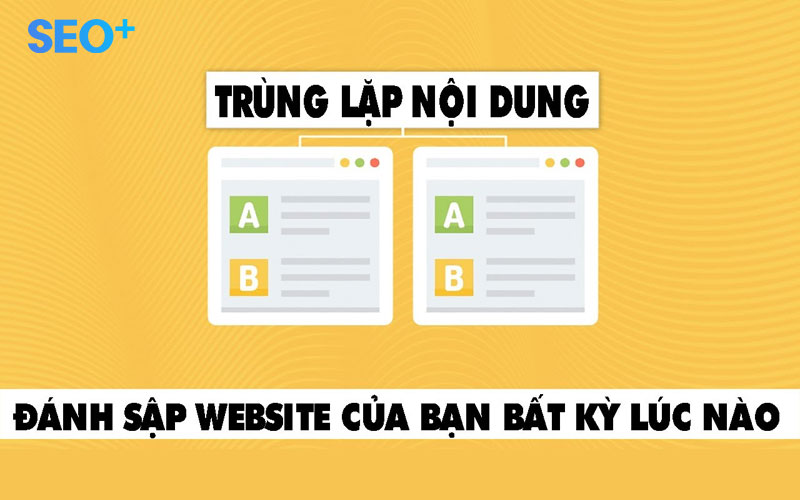 SEO+
TRÙNG LẶP NỘI DUNG
A
A
B
B
ĐÁNH SẬP WEBSITE CỦA BẠN BẤT KỲ LÚC NÀO